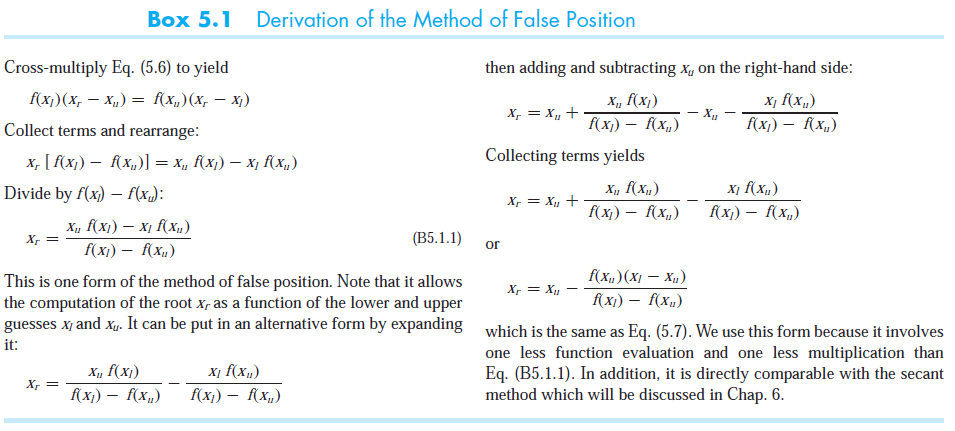 Box 5.1 Derivation of the Method of False Position
Cross-multiply Eq. (5.6) to yield
f(x_l)(x_r − x_u) = f(x_u)(x_r − x_l)
Collect terms and rearrange:
x_r [f(x_l) − f(x_u)] = x_u f(x_l) − x_l f(x_u)
Divide by f(x_l) − f(x_u):
x_r = \frac{x_u f(x_l) − x_l f(x_u)}{f(x_l) − f(x_u)} (B5.1.1)
This is one form of the method of false position. Note that it allows
the computation of the root x_r as a function of the lower and upper
guesses x_l and x_u. It can be put in an alternative form by expanding
it:
x_r = \frac{x_u f(x_l)}{f(x_l) − f(x_u)} − \frac{x_l f(x_u)}{f(x_l) − f(x_u)}
then adding and subtracting x_u on the right-hand side:
x_r = x_u + \frac{x_u f(x_l)}{f(x_l) − f(x_u)} − x_u − \frac{x_l f(x_u)}{f(x_l) − f(x_u)}
Collecting terms yields
x_r = x_u + \frac{x_u f(x_u)}{f(x_l) − f(x_u)} − \frac{x_l f(x_u)}{f(x_l) − f(x_u)}
or
x_r = x_u − \frac{f(x_u)(x_l − x_u)}{f(x_l) − f(x_u)}
which is the same as Eq. (5.7). We use this form because it involves
one less function evaluation and one less multiplication than
Eq. (B5.1.1). In addition, it is directly comparable with the secant
method which will be discussed in Chap. 6.